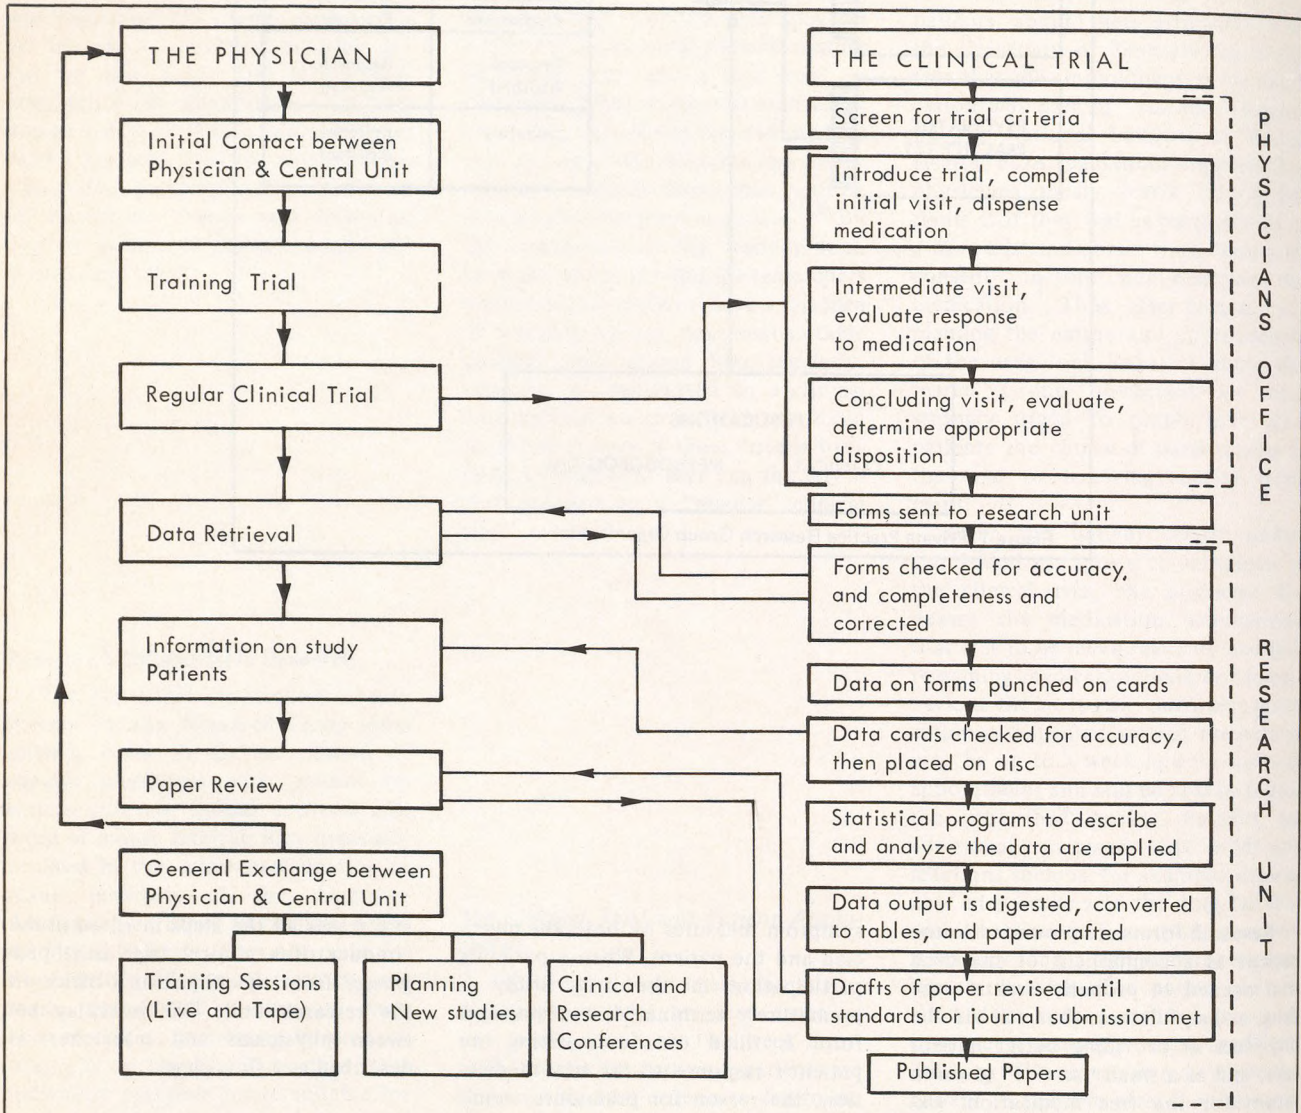 THE PHYSICIAN
Initial Contact between
Physician & Central Unit
Training Trial
Regular Clinical Trial
Data Retrieval
Information on study
Patients
Paper Review
General Exchange between
Physician & Central Unit
Training Sessions
(Live and Tape)
Planning
New studies
Clinical and
Research
Conferences
THE CLINICAL TRIAL
Screen for trial criteria
Introduce trial, complete
initial visit, dispense
medication
Intermediate visit,
evaluate response
to medication
Concluding visit, evaluate,
determine appropriate
disposition
Forms sent to research unit
Forms checked for accuracy,
and completeness and
corrected
Data on forms punched on cards
Data cards checked for accuracy,
then placed on disc
Statistical programs to describe
and analyze the data are applied
Data output is digested, converted
to tables, and paper drafted
Drafts of paper revised until
standards for journal submission met
Published Papers
PHYSICIANS OFFICE
RESEARCH UNIT